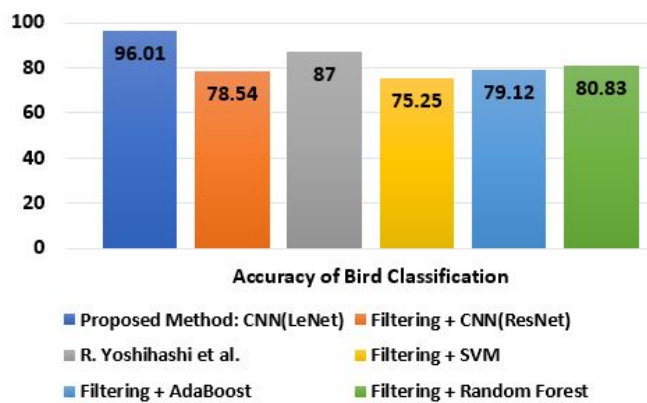 100
80
60
40
20
0
96.01
78.54
87
75.25
79.12
80.83
Accuracy of Bird Classification
Proposed Method: CNN(LeNet)
Filtering + CNN(ResNet)
R. Yoshihashi et al.
Filtering + SVM
Filtering + AdaBoost
Filtering + Random Forest